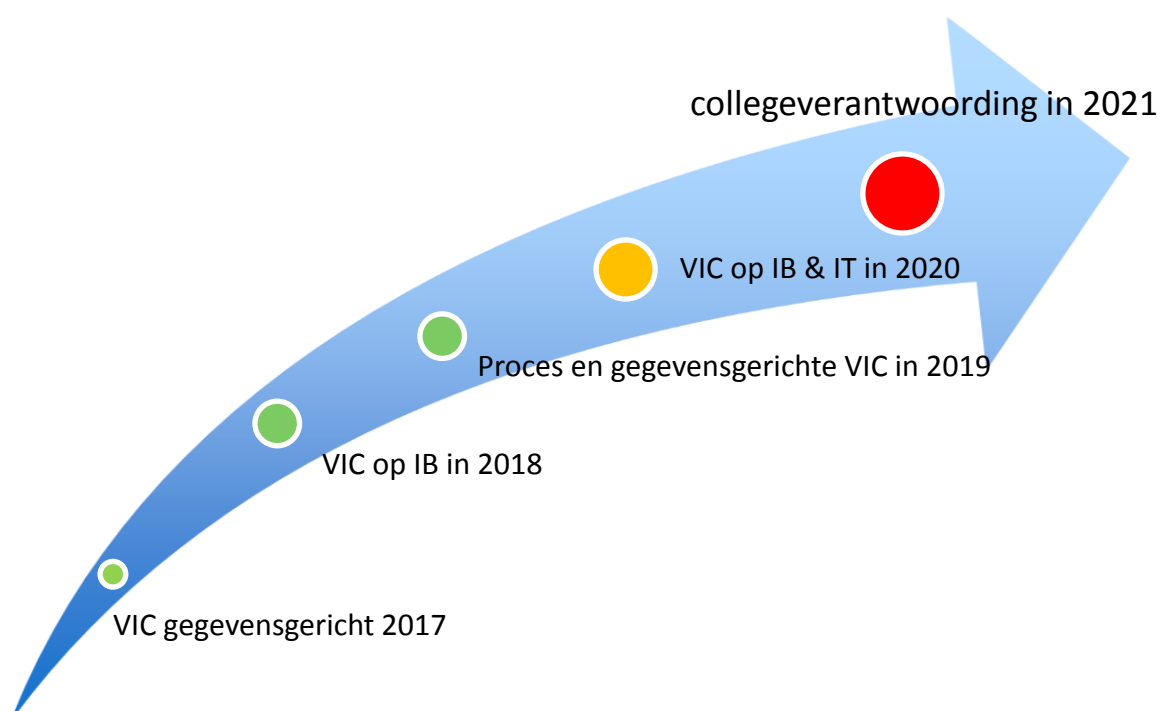 collegeverantwoording in 2021
VIC op IB & IT in 2020
Proces en gegevensgerichte VIC in 2019
VIC op IB in 2018
VIC gegevensgericht 2017